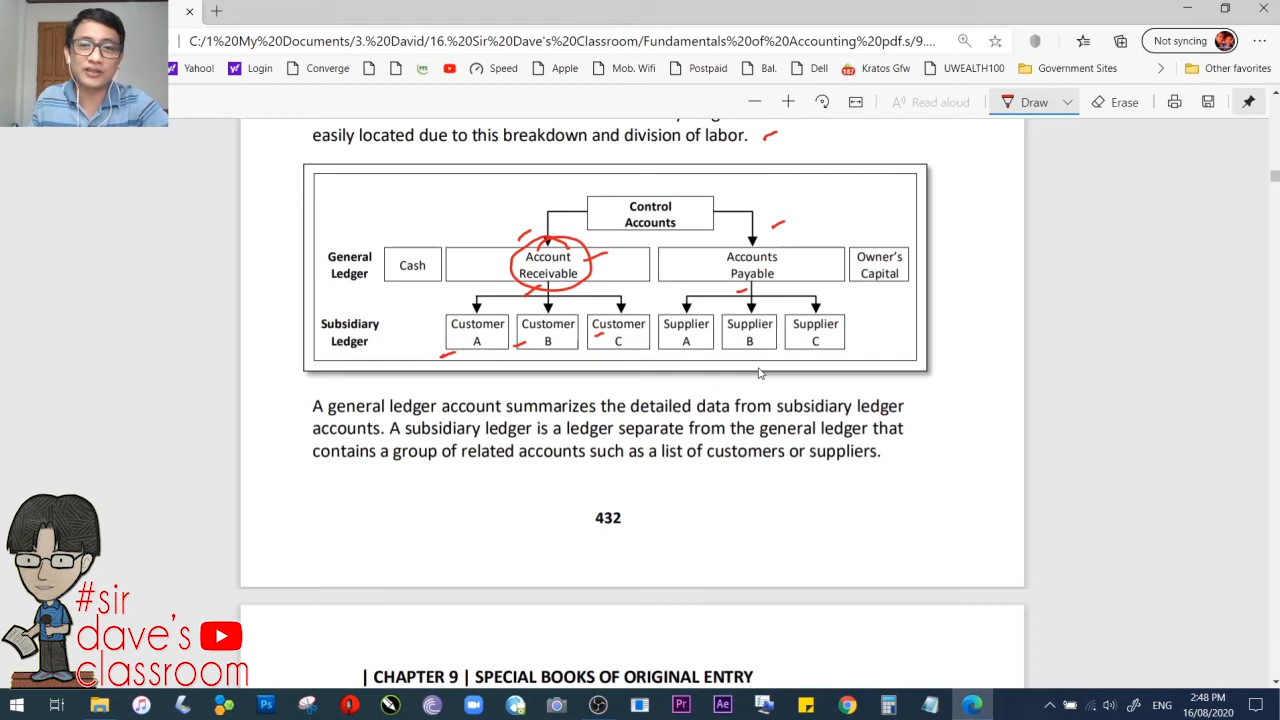 C:/1%20My%20Documents/3.%20David/16.%20Sir%20Dave's%20Classroom/Fundamentals%20of%20Accounting%20pdf.s/9....
Not syncing
Yahoo!
Login
Converge
Speed
Apple
Mob. Wifi
Postpaid
Bal.
Dell
Kratos Gfw
UWEALTH100
Government Sites
Other favorites
Read aloud
Draw
Erase
easily located due to this breakdown and division of labor.
Control
Accounts
General
Ledger
Cash
Account
Receivable
Accounts
Payable
Owner's
Capital
Subsidiary
Ledger
Customer
A
Customer
B
Customer
C
Supplier
A
Supplier
B
Supplier
C
A general ledger account summarizes the detailed data from subsidiary ledger
accounts. A subsidiary ledger is a ledger separate from the general ledger that
contains a group of related accounts such as a list of customers or suppliers.
432
#sir
dave's
classroom
| CHAPTER 9 | SPECIAL BOOKS OF ORIGINAL ENTRY
Ps
Pr
Ae
ENG
2:48 PM
16/08/2020